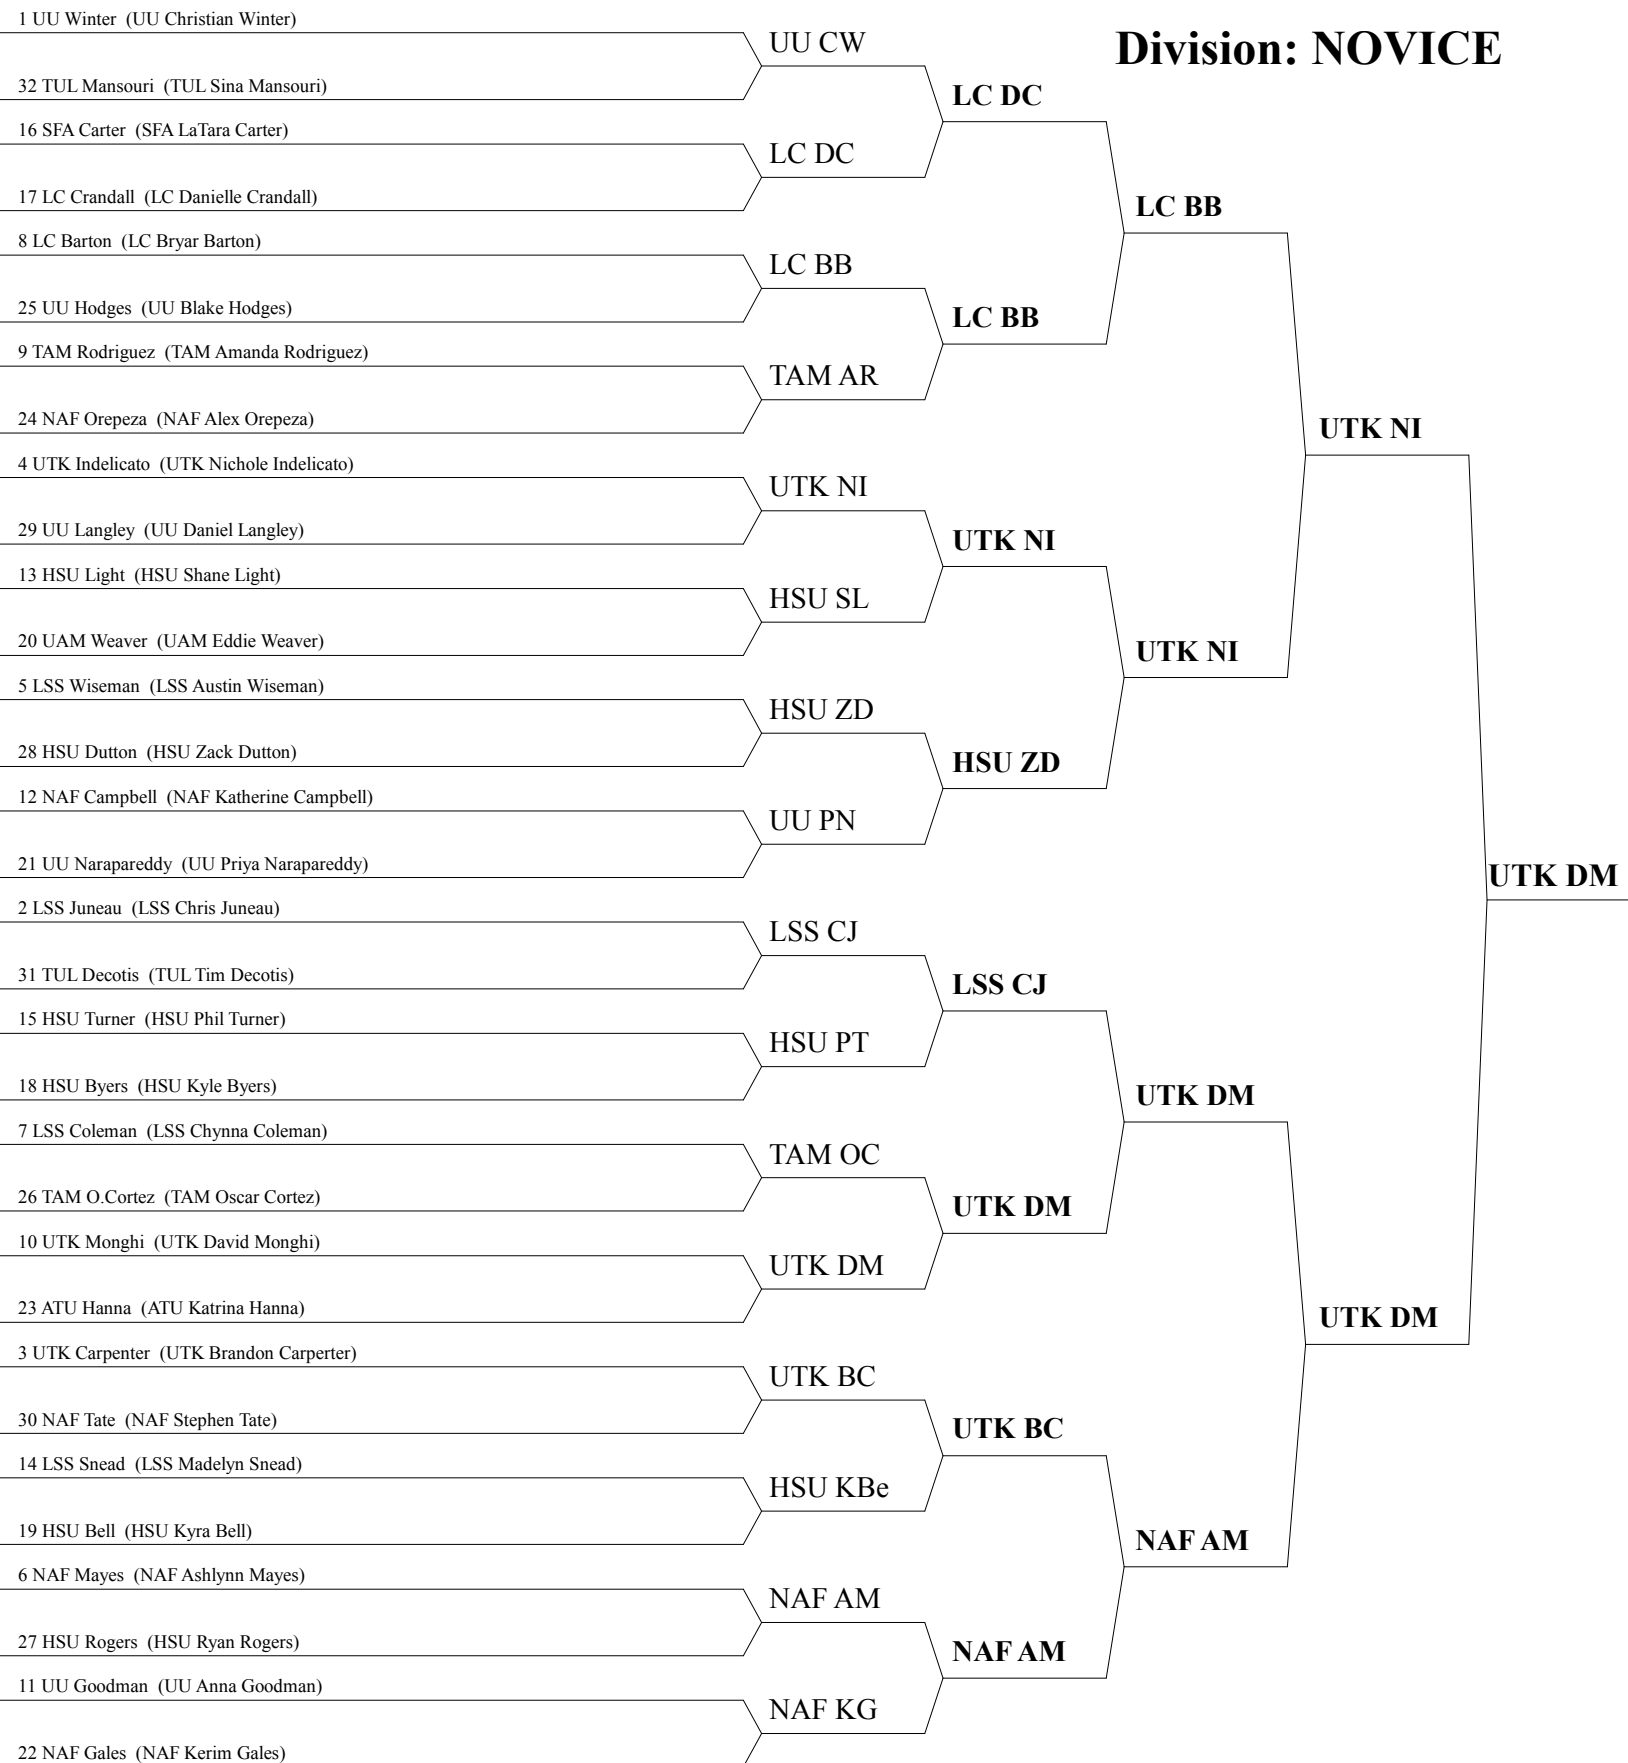 Division: NOVICE
1 UU Winter (UU Christian Winter)
32 TUL Mansouri (TUL Sina Mansouri)
16 SFA Carter (SFA LaTara Carter)
17 LC Crandall (LC Danielle Crandall)
8 LC Barton (LC Bryar Barton)
25 UU Hodges (UU Blake Hodges)
9 TAM Rodriguez (TAM Amanda Rodriguez)
24 NAF Orepeza (NAF Alex Orepeza)
4 UTK Indelicato (UTK Nichole Indelicato)
29 UU Langley (UU Daniel Langley)
13 HSU Light (HSU Shane Light)
20 UAM Weaver (UAM Eddie Weaver)
5 LSS Wiseman (LSS Austin Wiseman)
28 HSU Dutton (HSU Zack Dutton)
12 NAF Campbell (NAF Katherine Campbell)
21 UU Narapareddy (UU Priya Narapareddy)
2 LSS Juneau (LSS Chris Juneau)
31 TUL Decotis (TUL Tim Decotis)
15 HSU Turner (HSU Phil Turner)
18 HSU Byers (HSU Kyle Byers)
7 LSS Coleman (LSS Chynna Coleman)
26 TAM O.Cortez (TAM Oscar Cortez)
10 UTK Monghi (UTK David Monghi)
23 ATU Hanna (ATU Katrina Hanna)
3 UTK Carpenter (UTK Brandon Carperter)
30 NAF Tate (NAF Stephen Tate)
14 LSS Snead (LSS Madelyn Snead)
19 HSU Bell (HSU Kyra Bell)
6 NAF Mayes (NAF Ashlynn Mayes)
27 HSU Rogers (HSU Ryan Rogers)
11 UU Goodman (UU Anna Goodman)
22 NAF Gales (NAF Kerim Gales)
UU CW
LC DC
LC BB
TAM AR
UTK NI
HSU SL
HSU ZD
UU PN
LSS CJ
HSU PT
TAM OC
UTK DM
UTK BC
HSU KBe
NAF AM
NAF KG
LC DC
LC BB
UTK NI
HSU ZD
LSS CJ
UTK DM
UTK BC
NAF AM
LC BB
UTK NI
UTK DM
NAF AM
UTK NI
UTK DM
UTK DM